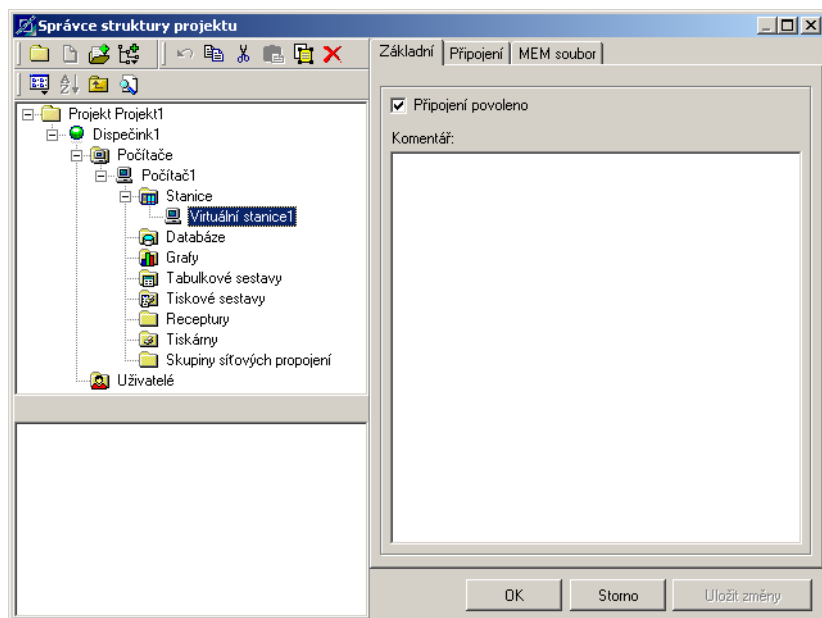 Správce struktury projektu
Základní
Připojení
MEM soubor
Projekt Projekt1
Dispečink1
Počítače
Počítač1
Stanice
Virtuální stanice1
Databáze
Grafy
Tabulkové sestavy
Tiskové sestavy
Receptury
Tiskárny
Skupiny síťových propojení
Uživatelé
Připojení povoleno
Komentář:
OK
Storno
Uložit změny